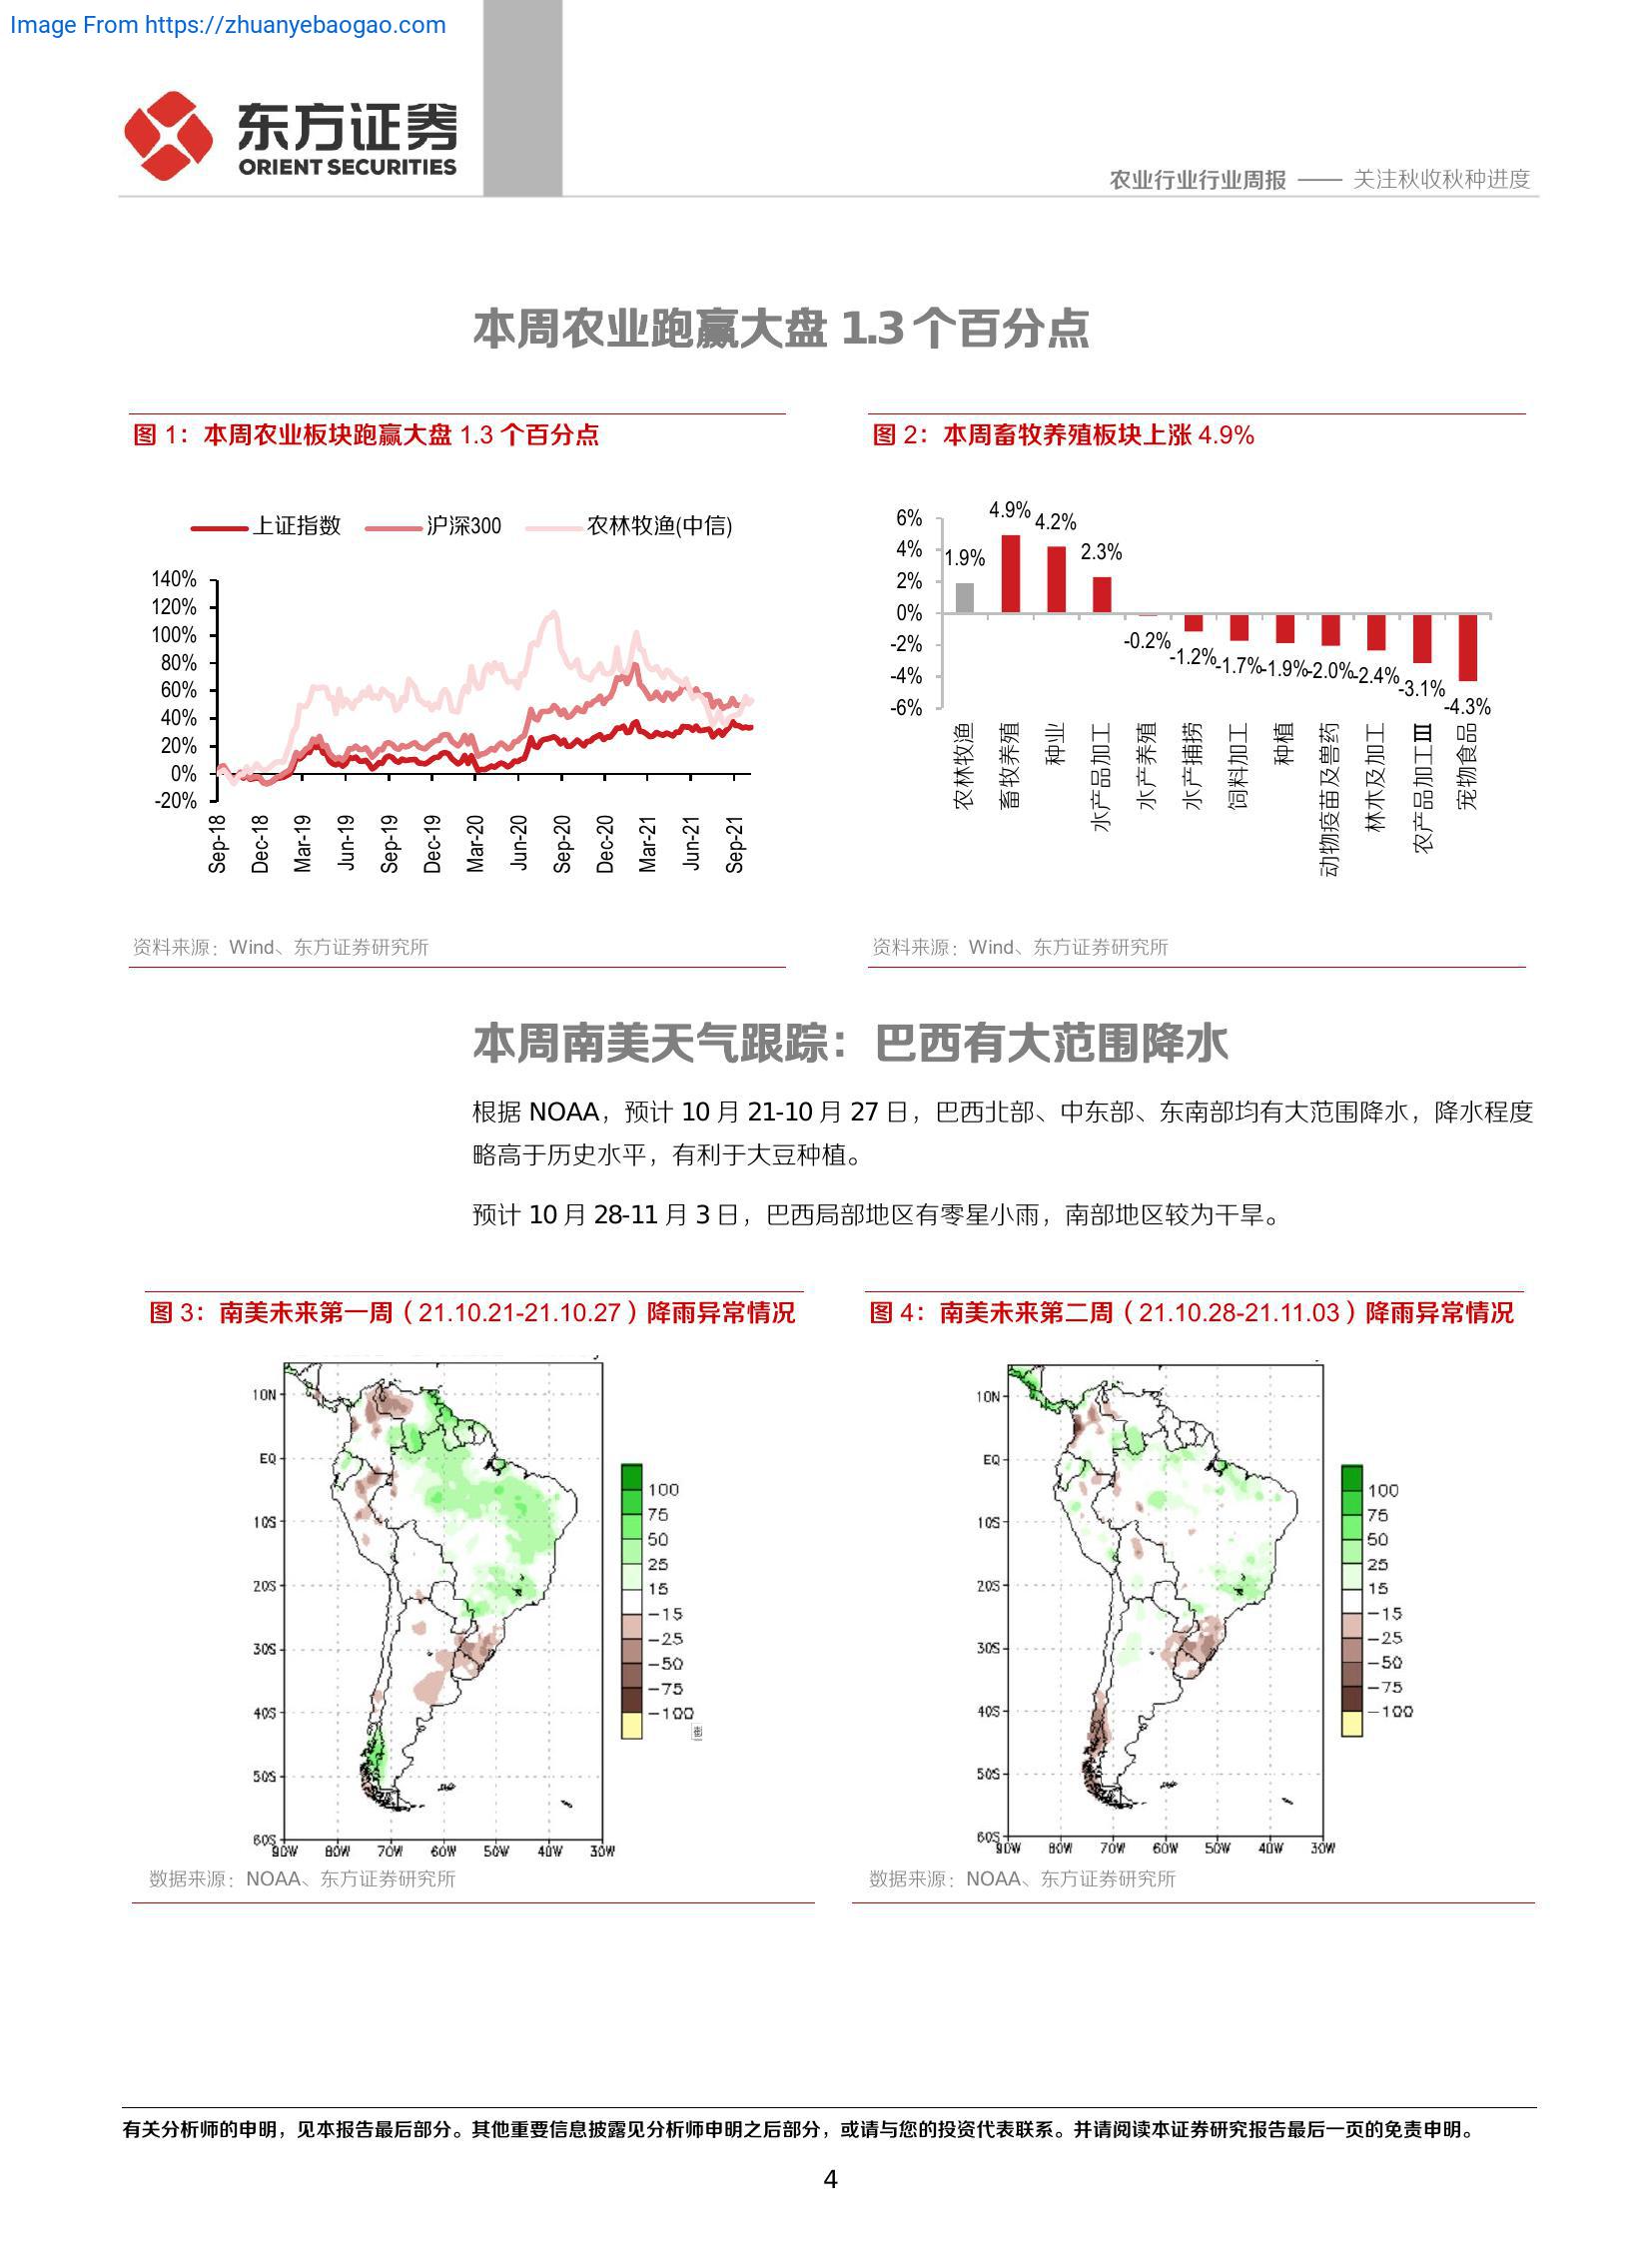 Image From https://zhuanyebaogao.com
东方证券
ORIENT SECURITIES
农业行业行业周报 —— 关注秋收秋种进度
本周农业跑赢大盘 1.3 个百分点
图 1：本周农业板块跑赢大盘 1.3 个百分点
上证指数 沪深300 农林牧渔(中信)
140%
120%
100%
80%
60%
40%
20%
0%
-20%
Sep-18 Dec-18 Mar-19 Jun-19 Sep-19 Dec-19 Mar-20 Jun-20 Sep-20 Dec-20 Mar-21 Jun-21 Sep-21
资料来源：Wind、东方证券研究所
图 2：本周畜牧养殖板块上涨 4.9%
6%
4%
2%
0%
-2%
-4%
-6%
1.9% 4.9% 4.2% 2.3% -0.2% -1.2% -1.7% -1.9% -2.0% -2.4% -3.1% -4.3%
农林牧渔 畜牧养殖 种业 水产品加工 水产养殖 水产捕捞 饲料加工 种植 动物疫苗及兽药 林木及加工 农产品加工Ⅲ 宠物食品
资料来源：Wind、东方证券研究所
本周南美天气跟踪：巴西有大范围降水
根据 NOAA，预计 10 月 21-10 月 27 日，巴西北部、中东部、东南部均有大范围降水，降水程度
略高于历史水平，有利于大豆种植。
预计 10 月 28-11 月 3 日，巴西局部地区有零星小雨，南部地区较为干旱。
图 3：南美未来第一周（21.10.21-21.10.27）降雨异常情况
10N
EQ
10S
20S
30S
40S
50S
60S
90W 80W 70W 60W 50W 40W 30W
100
75
50
25
15
-15
-25
-50
-75
-100
数据来源：NOAA、东方证券研究所
图 4：南美未来第二周（21.10.28-21.11.03）降雨异常情况
10N
EQ
10S
20S
30S
40S
50S
60S
90W 80W 70W 60W 50W 40W 30W
100
75
50
25
15
-15
-25
-50
-75
-100
数据来源：NOAA、东方证券研究所
有关分析师的申明，见本报告最后部分。其他重要信息披露见分析师申明之后部分，或请与您的投资代表联系。并请阅读本证券研究报告最后一页的免责申明。
4